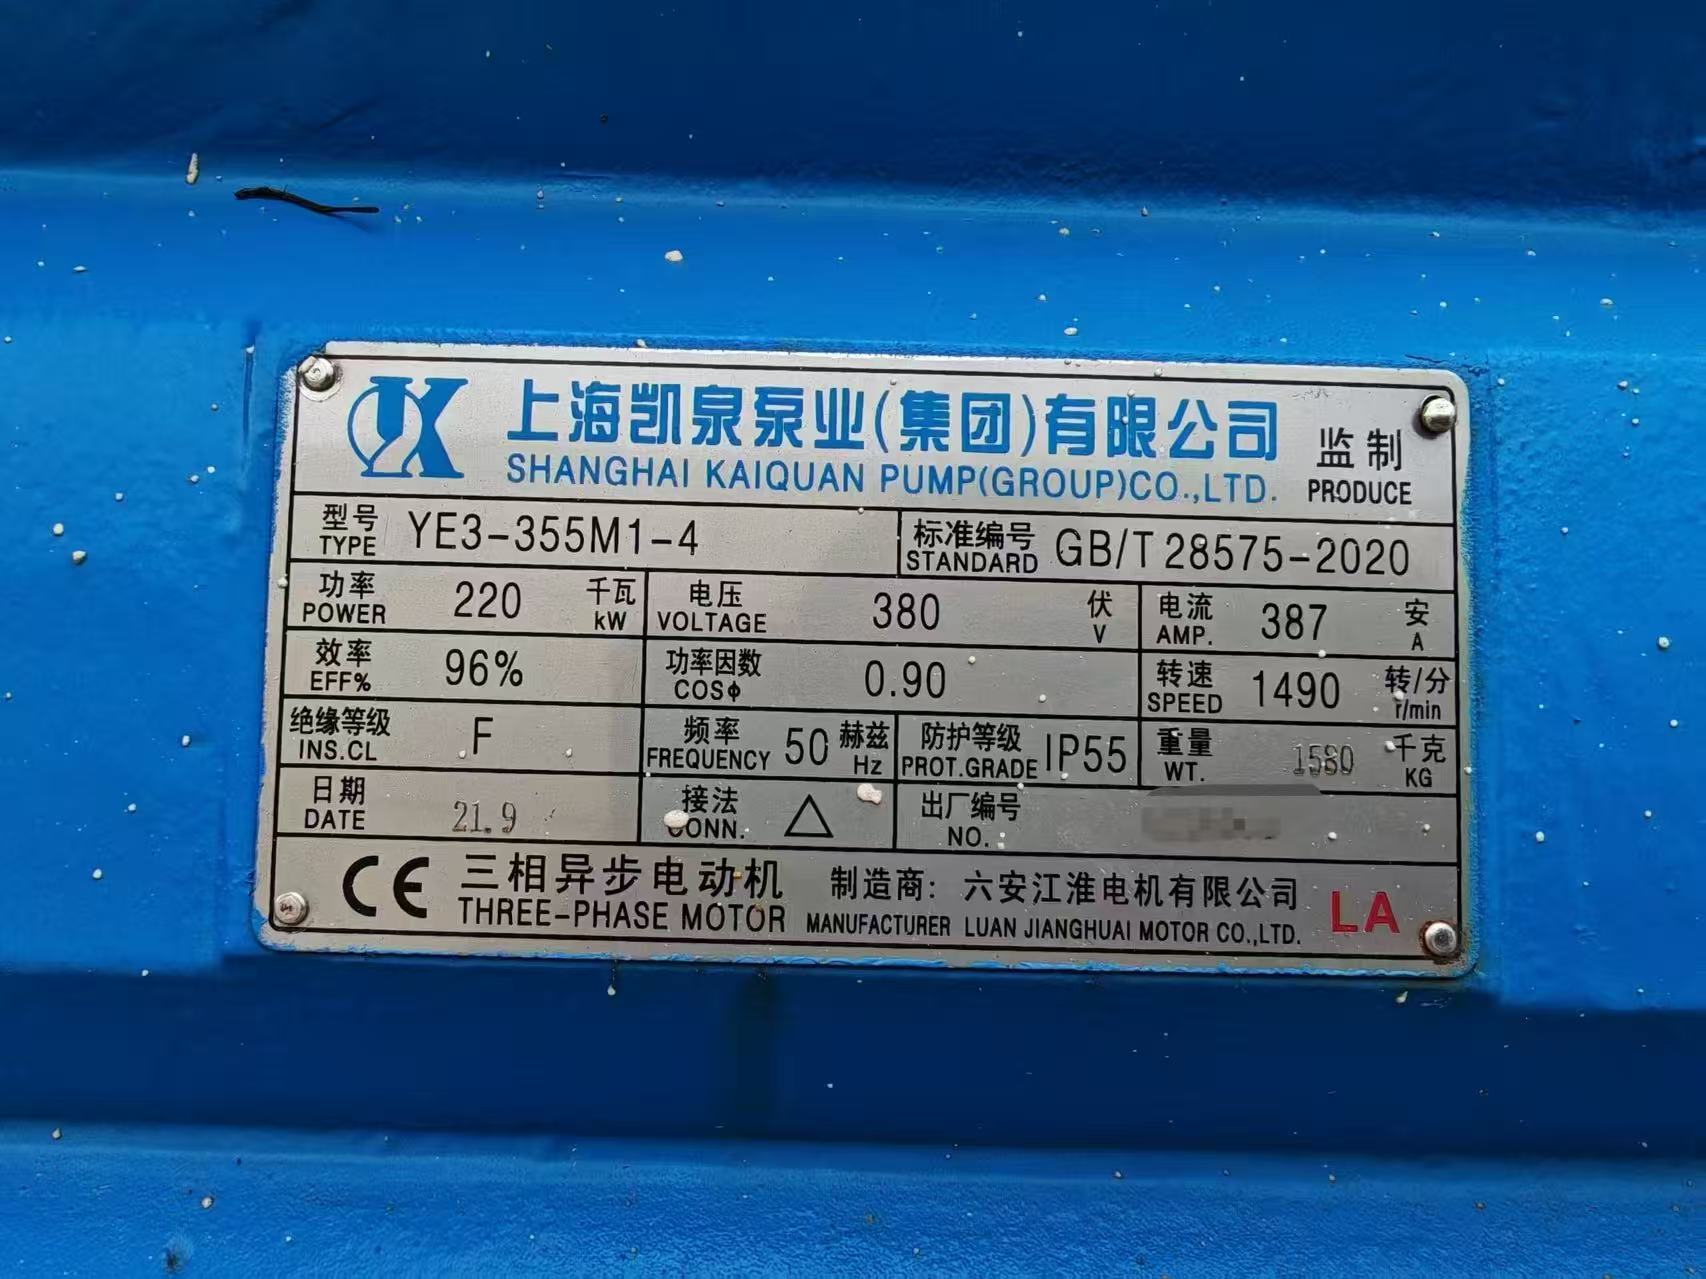 上海凯泉泵业(集团)有限公司 监制
SHANGHAI KAIQUAN PUMP(GROUP)CO.,LTD. PRODUCE
型号 TYPE YE3-355M1-4 标准编号 STANDARD GB/T 28575-2020
功率 POWER 220 千瓦 kW 电压 VOLTAGE 380 伏 V 电流 AMP. 387 安 A
效率 EFF% 96% 功率因数 COSΦ 0.90 转速 SPEED 1490 转/分 r/min
绝缘等级 INS.CL F 频率 FREQUENCY 50 赫兹 Hz 防护等级 PROT.GRADE IP55 重量 WT. 1580 千克 KG
日期 DATE 21.9 接法 CONN. △ 出厂编号 NO.
CE 三相异步电动机 制造商: 六安江淮电机有限公司 LA
THREE-PHASE MOTOR MANUFACTURER LUAN JIANGHUAI MOTOR CO.,LTD.